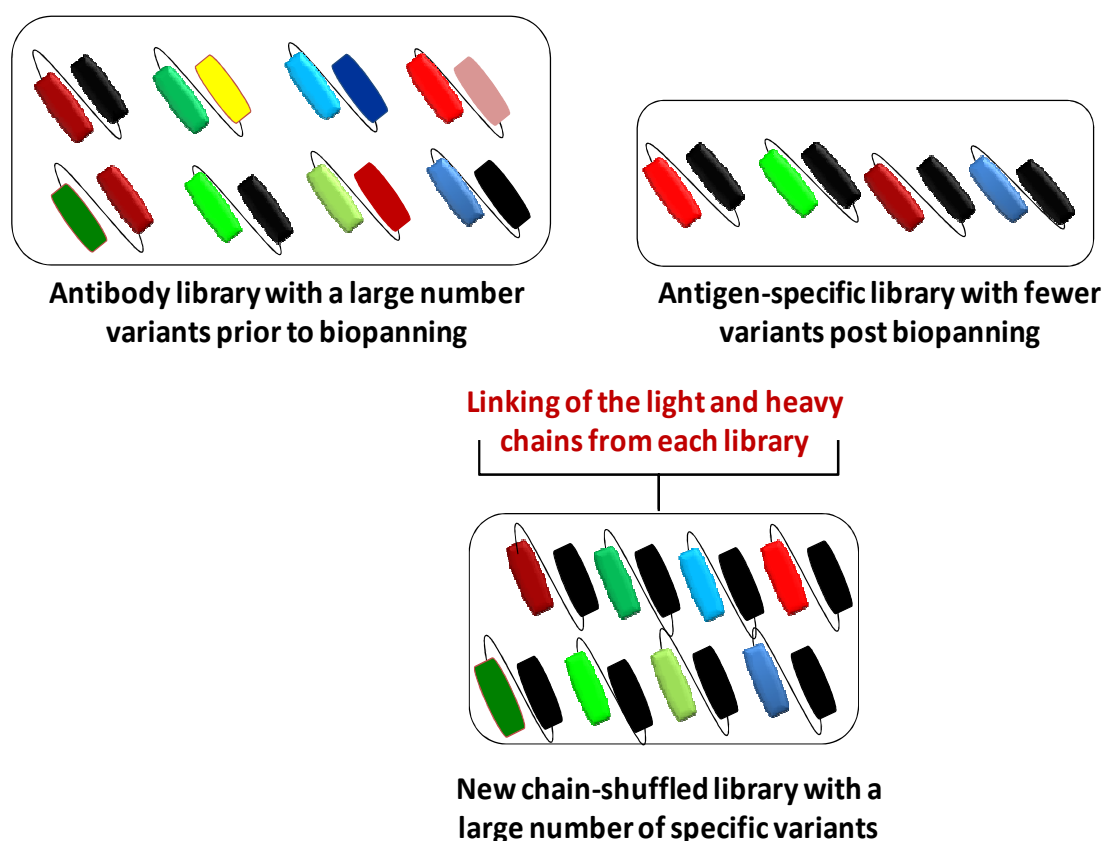 Antibody library with a large number
variants prior to biopanning
Antigen-specific library with fewer
variants post biopanning
Linking of the light and heavy
chains from each library
New chain-shuffled library with a
large number of specific variants